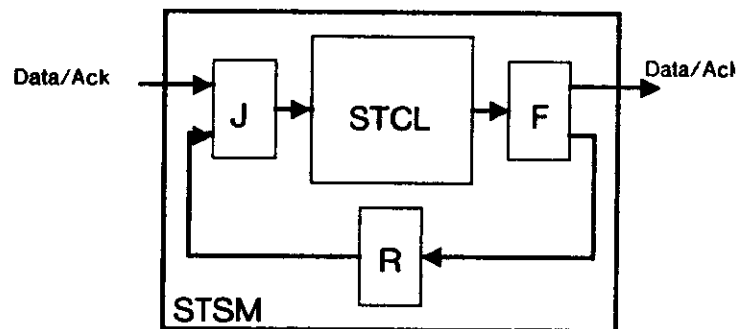 Data/Ack
J
STCL
F
Data/Ack
R
STSM